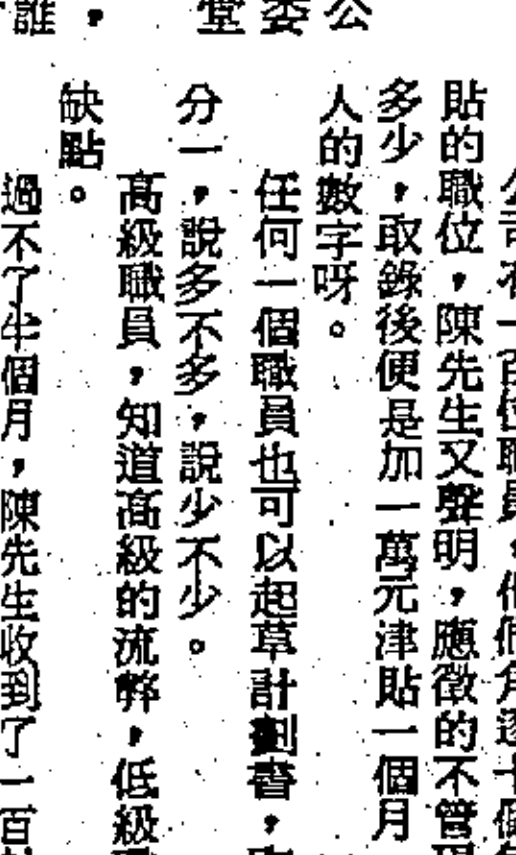 公
委
堂
，誰
公司有一百位職員，他們角逐十個
貼的職位，陳先生又聲明，應徵的不管
多少，取錄後便是加一萬元津貼一個月
人的數字呀。
任何一個職員也可以起草計劃書，
分一，說多不多，說少不少。
高級職員，知道高級的流弊，低級
缺點。
過不了半個月，陳先生收到了一百